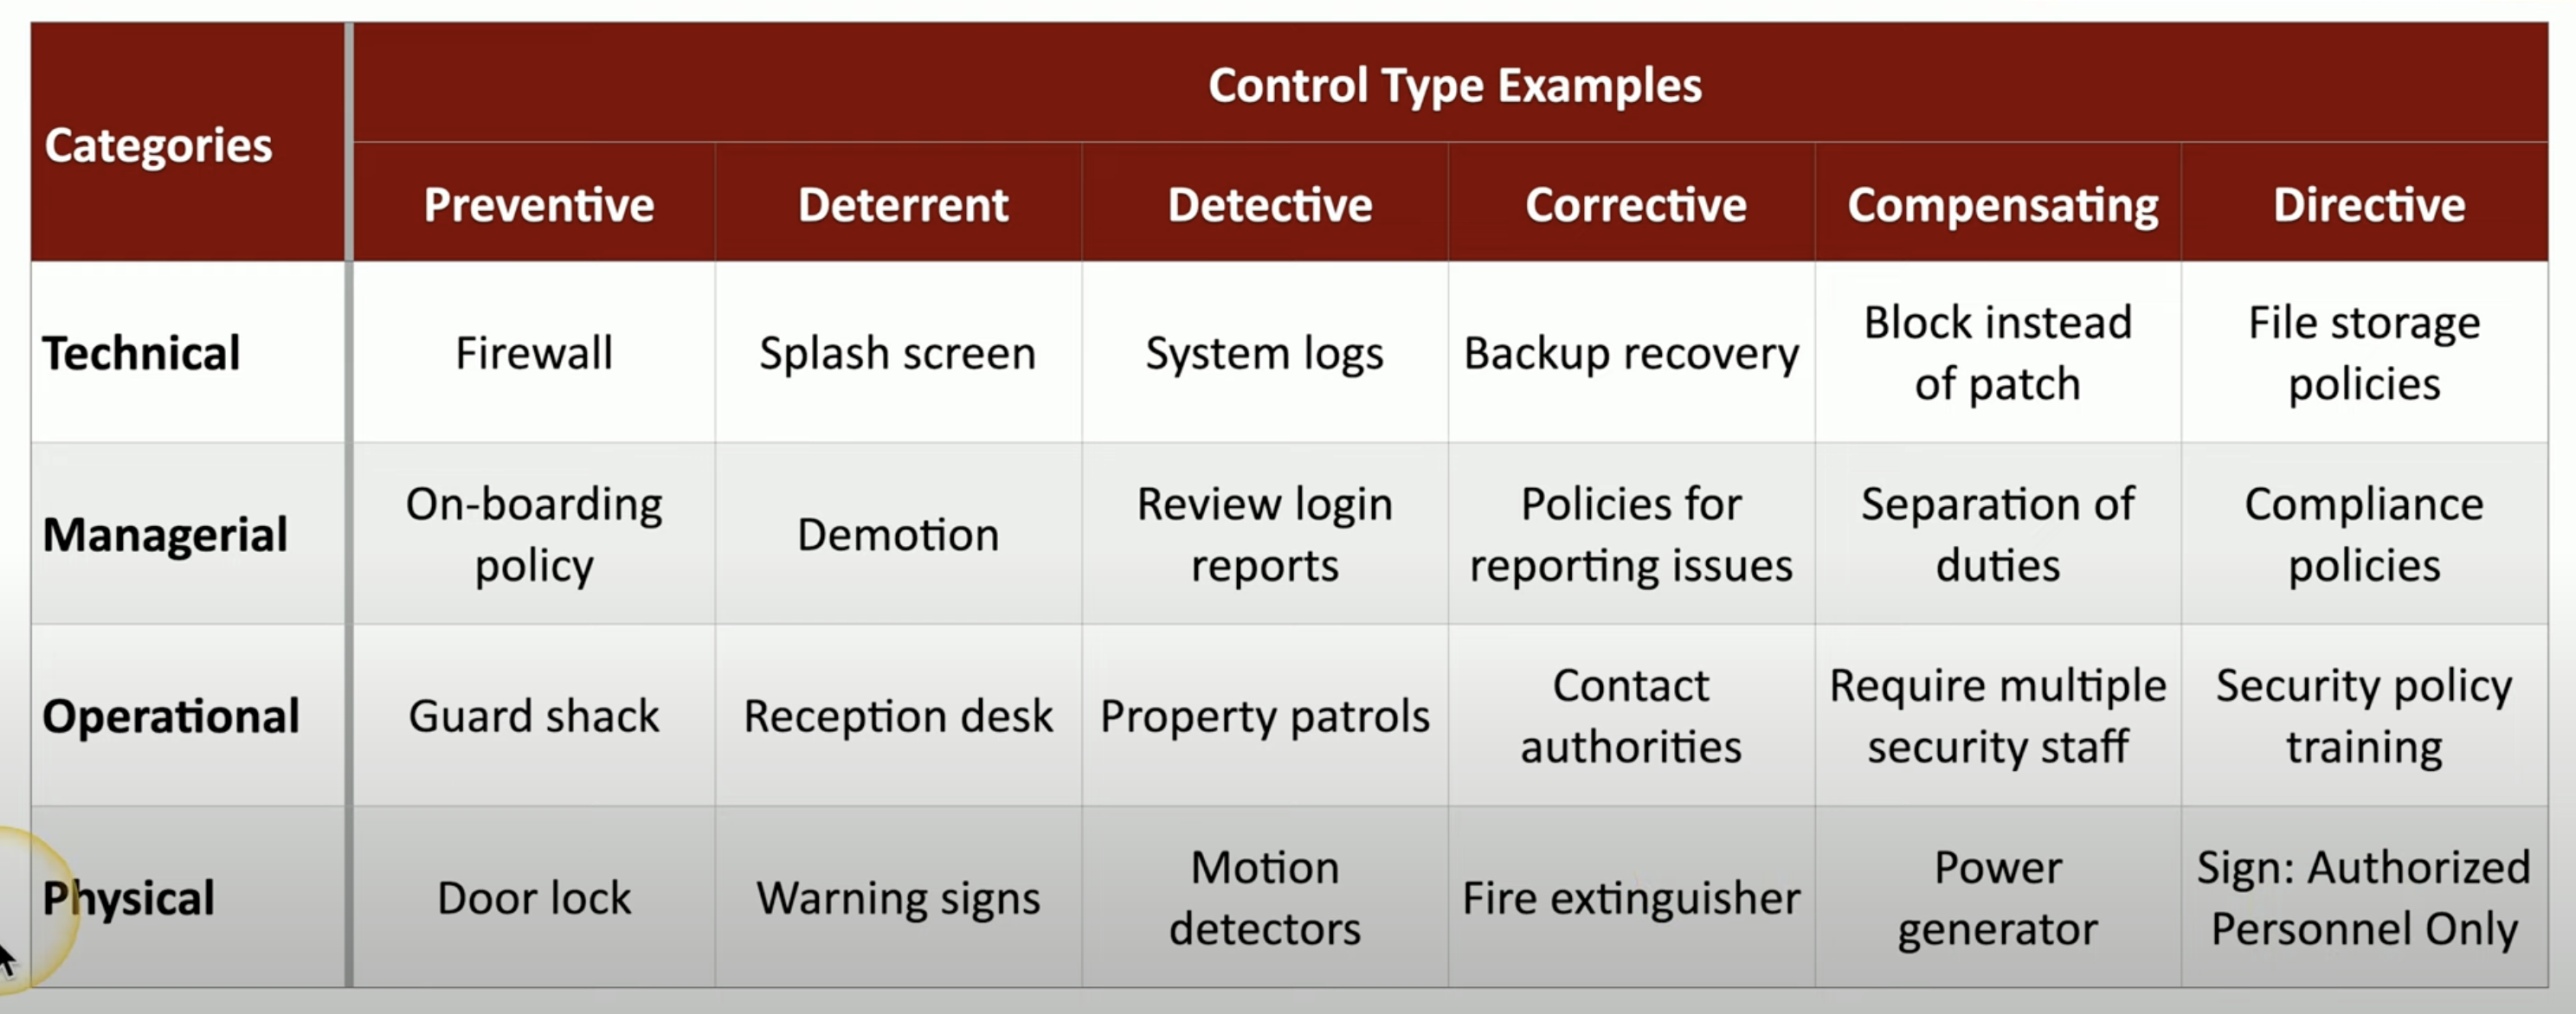 Categories
Control Type Examples
Preventive
Deterrent
Detective
Corrective
Compensating
Directive
Technical
Firewall
Splash screen
System logs
Backup recovery
Block instead
of patch
File storage
policies
Managerial
On-boarding
policy
Demotion
Review login
reports
Policies for
reporting issues
Separation of
duties
Compliance
policies
Operational
Guard shack
Reception desk
Property patrols
Contact
authorities
Require multiple
security staff
Security policy
training
Physical
Door lock
Warning signs
Motion
detectors
Fire extinguisher
Power
generator
Sign: Authorized
Personnel Only